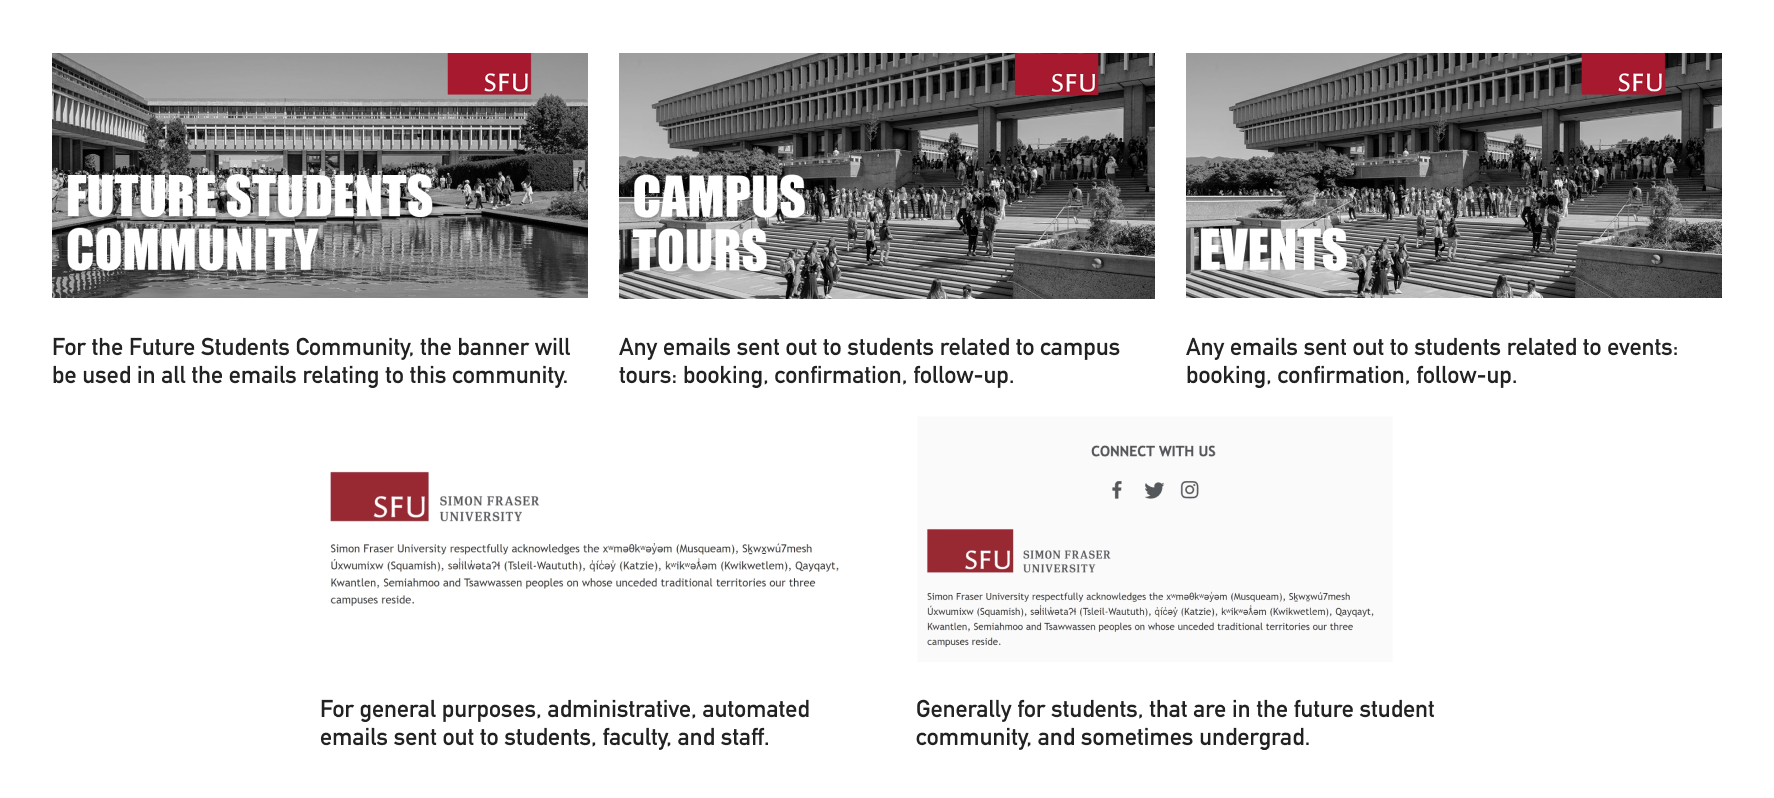 SFU
FUTURE STUDENTS
COMMUNITY
SFU
CAMPUS
TOURS
SFU
EVENTS
For the Future Students Community, the banner will
be used in all the emails relating to this community.
Any emails sent out to students related to campus
tours: booking, confirmation, follow-up.
Any emails sent out to students related to events:
booking, confirmation, follow-up.
SFU
SIMON FRASER
UNIVERSITY
Simon Fraser University respectfully acknowledges the xʷməθkʷəy̓əm (Musqueam), Sḵwx̱wú7mesh
Úxwumixw (Squamish), səl̓ilw̓ətaʔɬ (Tsleil-Waututh), q̓íc̓əy̓ (Katzie), kʷikʷəƛ̓əm (Kwikwetlem), Qayqayt,
Kwantlen, Semiahmoo and Tsawwassen peoples on whose unceded traditional territories our three
campuses reside.
CONNECT WITH US
SFU
SIMON FRASER
UNIVERSITY
Simon Fraser University respectfully acknowledges the xʷməθkʷəy̓əm (Musqueam), Sḵwx̱wú7mesh
Úxwumixw (Squamish), səl̓ilw̓ətaʔɬ (Tsleil-Waututh), q̓íc̓əy̓ (Katzie), kʷikʷəƛ̓əm (Kwikwetlem), Qayqayt,
Kwantlen, Semiahmoo and Tsawwassen peoples on whose unceded traditional territories our three
campuses reside.
For general purposes, administrative, automated
emails sent out to students, faculty, and staff.
Generally for students, that are in the future student
community, and sometimes undergrad.